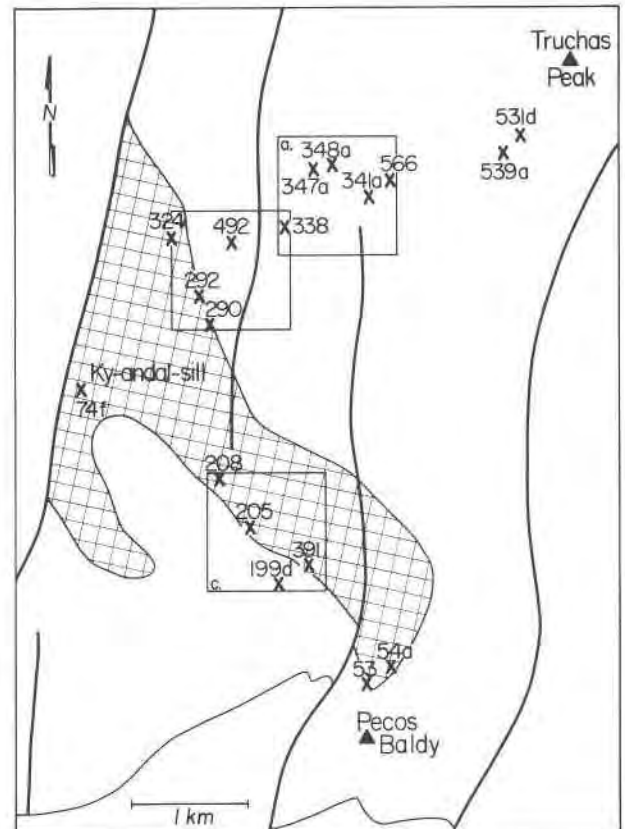 Truchas
Peak
N
531d
539a
a.
348a
347a
341a
566
324
492
338
292
290
Ky-andal-sill
74f
208
205
391
199d
c.
54a
53
Pecos
Baldy
1 km